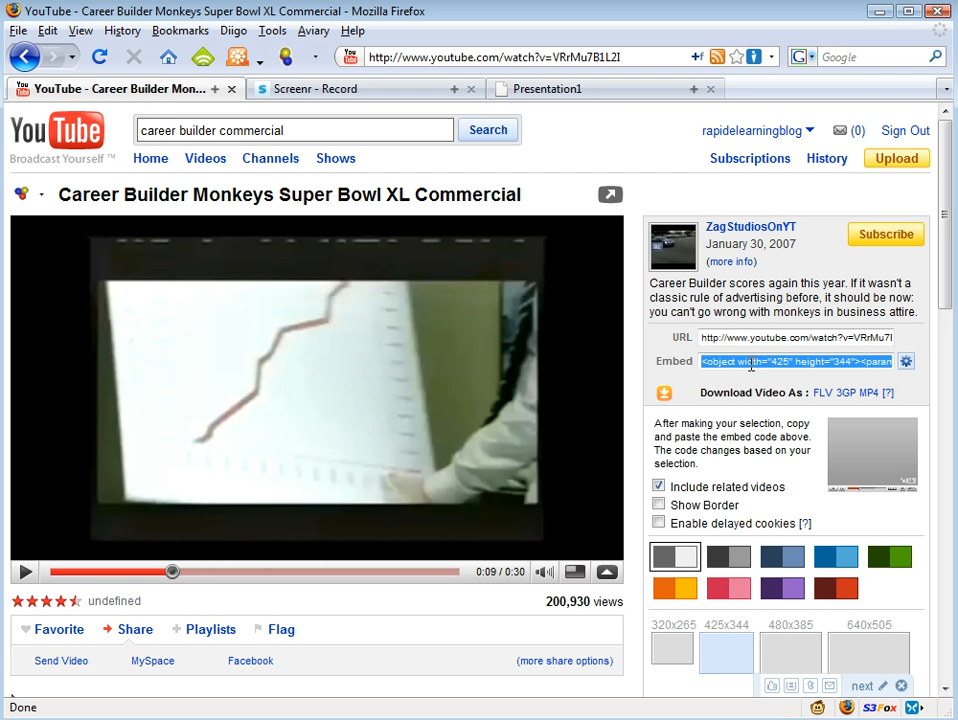 YouTube - Career Builder Monkeys Super Bowl XL Commercial - Mozilla Firefox
File Edit View History Bookmarks Diigo Tools Aviary Help
http://www.youtube.com/watch?v=VRrMu7B1L2I
Google
YouTube - Career Builder Mon...
Screenr - Record
Presentation1
YouTube
Broadcast Yourself ™
career builder commercial
Search
rapidelearningblog
(0)
Sign Out
Home
Videos
Channels
Shows
Subscriptions
History
Upload
Career Builder Monkeys Super Bowl XL Commercial
ZagStudiosOnYT
January 30, 2007
(more info)
Subscribe
Career Builder scores again this year. If it wasn't a
classic rule of advertising before, it should be now:
you can't go wrong with monkeys in business attire.
URL http://www.youtube.com/watch?v=VRrMu7B
Embed <object width="425" height="344"><param
Download Video As : FLV 3GP MP4 [?]
After making your selection, copy
and paste the embed code above.
The code changes based on your
selection.
Include related videos
Show Border
Enable delayed cookies [?]
320x265
425x344
480x385
640x505
0:09 / 0:30
undefined
200,930 views
Favorite
Share
Playlists
Flag
Send Video
MySpace
Facebook
(more share options)
next
Done
S3Fox